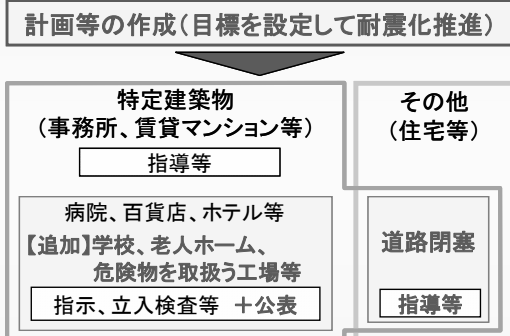 計画等の作成(目標を設定して耐震化推進)
特定建築物
(事務所、賃貸マンション等)
指導等
病院、百貨店、ホテル等
【追加】学校、老人ホーム、
危険物を取扱う工場等
指示、立入検査等 +公表
その他
(住宅等)
道路閉塞
指導等